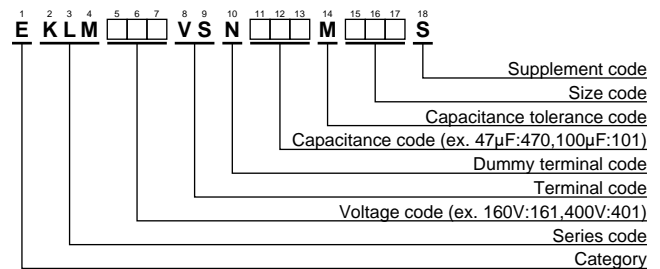 1 2 3 4 5 6 7 8 9 10 11 12 13 14 15 16 17 18
E KLM □□□ VS N □□□ M □□□ S
Supplement code
Size code
Capacitance tolerance code
Capacitance code (ex. 47µF:470,100µF:101)
Dummy terminal code
Terminal code
Voltage code (ex. 160V:161,400V:401)
Series code
Category